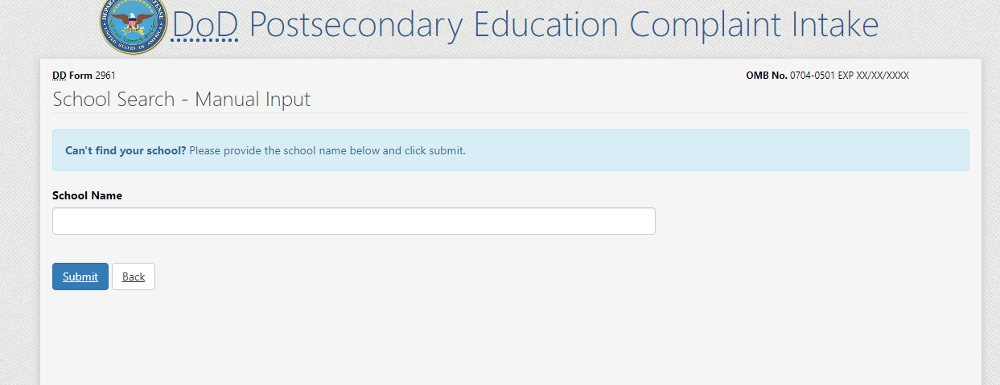 DoD Postsecondary Education Complaint Intake
DD Form 2961
OMB No. 0704-0501 EXP XX/XX/XXXX
School Search - Manual Input
Can't find your school? Please provide the school name below and click submit.
School Name
Submit
Back